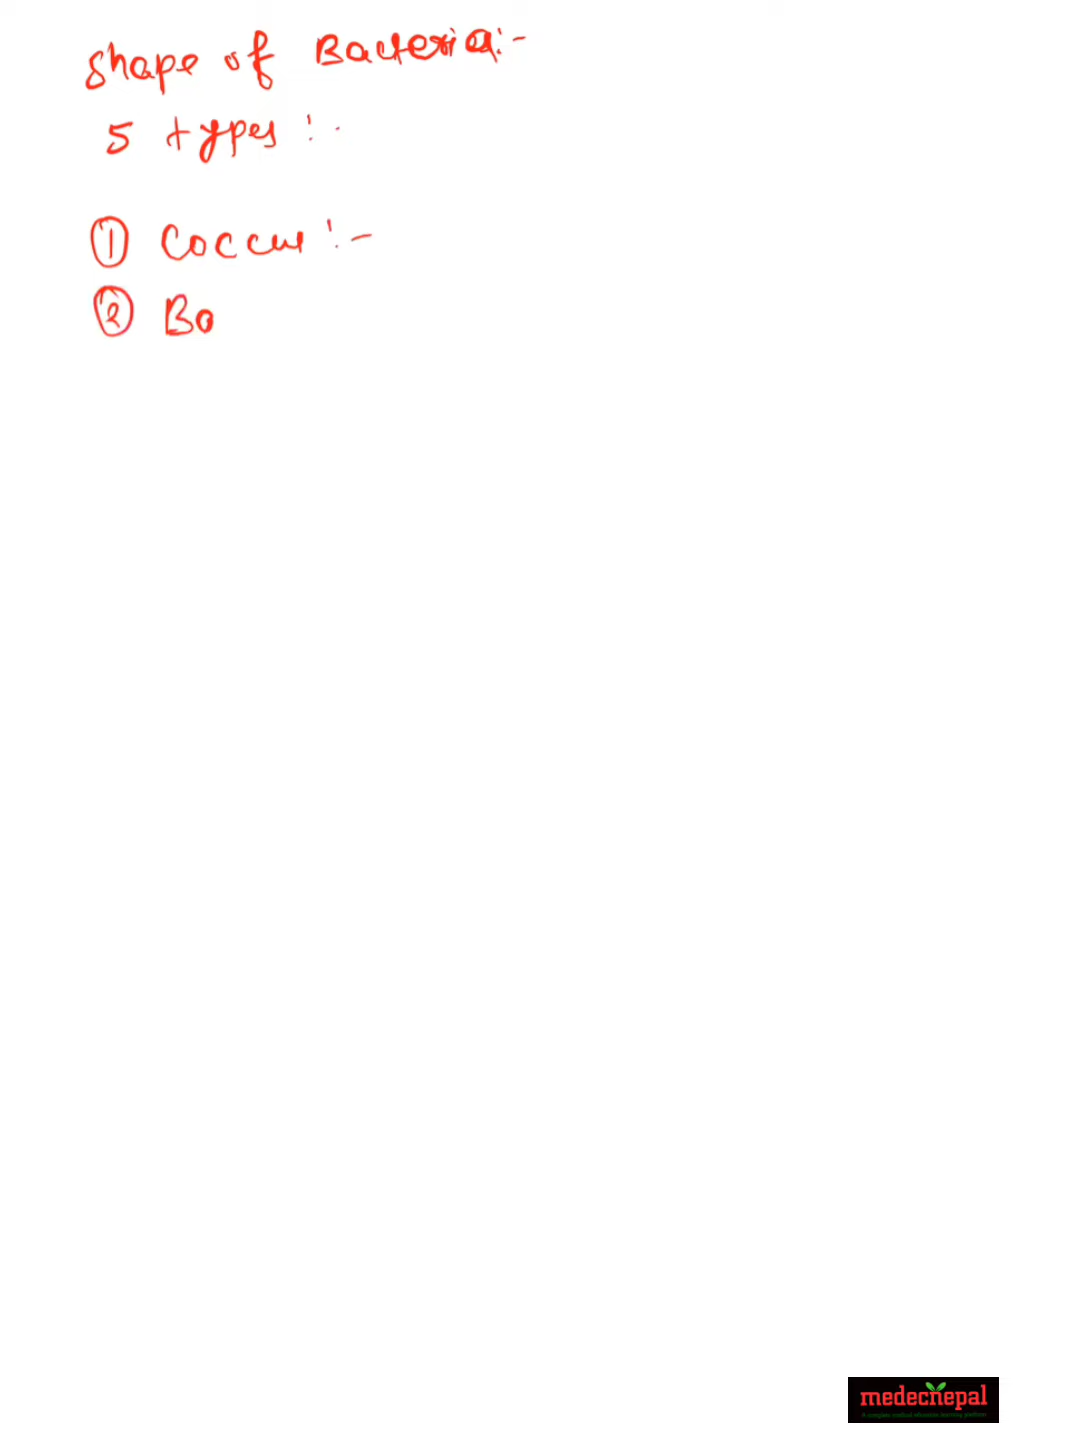 Shape of Bacteria:-
5 types :-
① Coccus :-
② Ba
medecnepal